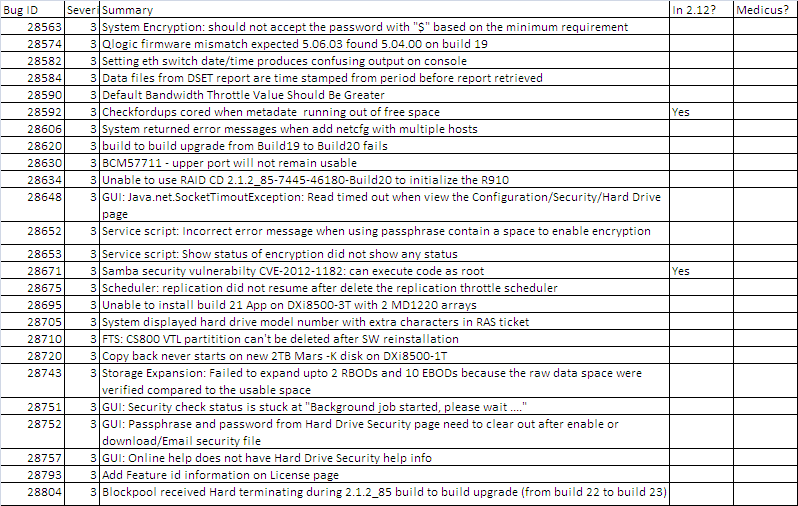 Bug ID Severi Summary In 2.12? Medicus?
28563 3 System Encryption: should not accept the password with "$" based on the minimum requirement
28574 3 Qlogic firmware mismatch expected 5.06.03 found 5.04.00 on build 19
28582 3 Setting eth switch date/time produces confusing output on console
28584 3 Data files from DSET report are time stamped from period before report retrieved
28590 3 Default Bandwidth Throttle Value Should Be Greater
28592 3 Checkfordups cored when metadate running out of free space Yes
28606 3 System returned error messages when add netcfg with multiple hosts
28620 3 build to build upgrade from Build19 to Build20 fails
28630 3 BCM57711 - upper port will not remain usable
28634 3 Unable to use RAID CD 2.1.2_85-7445-46180-Build20 to initialize the R910
28648 3 GUI: Java.net.SocketTimoutException: Read timed out when view the Configuration/Security/Hard Drive
page
28652 3 Service script: Incorrect error message when using passphrase contain a space to enable encryption
28653 3 Service script: Show status of encryption did not show any status
28671 3 Samba security vulnerabilty CVE-2012-1182: can execute code as root Yes
28675 3 Scheduler: replication did not resume after delete the replication throttle scheduler
28695 3 Unable to install build 21 App on DXi8500-3T with 2 MD1220 arrays
28705 3 System displayed hard drive model number with extra characters in RAS ticket
28710 3 FTS: CS800 VTL partitition can't be deleted after SW reinstallation
28720 3 Copy back never starts on new 2TB Mars -K disk on DXi8500-1T
28743 3 Storage Expansion: Failed to expand upto 2 RBODs and 10 EBODs because the raw data space were
verified compared to the usable space
28751 3 GUI: Security check status is stuck at "Background job started, please wait ...."
28752 3 GUI: Passphrase and password from Hard Drive Security page need to clear out after enable or
download/Email security file
28757 3 GUI: Online help does not have Hard Drive Security help info
28793 3 Add Feature id information on License page
28804 3 Blockpool received Hard terminating during 2.1.2_85 build to build upgrade (from build 22 to build 23)